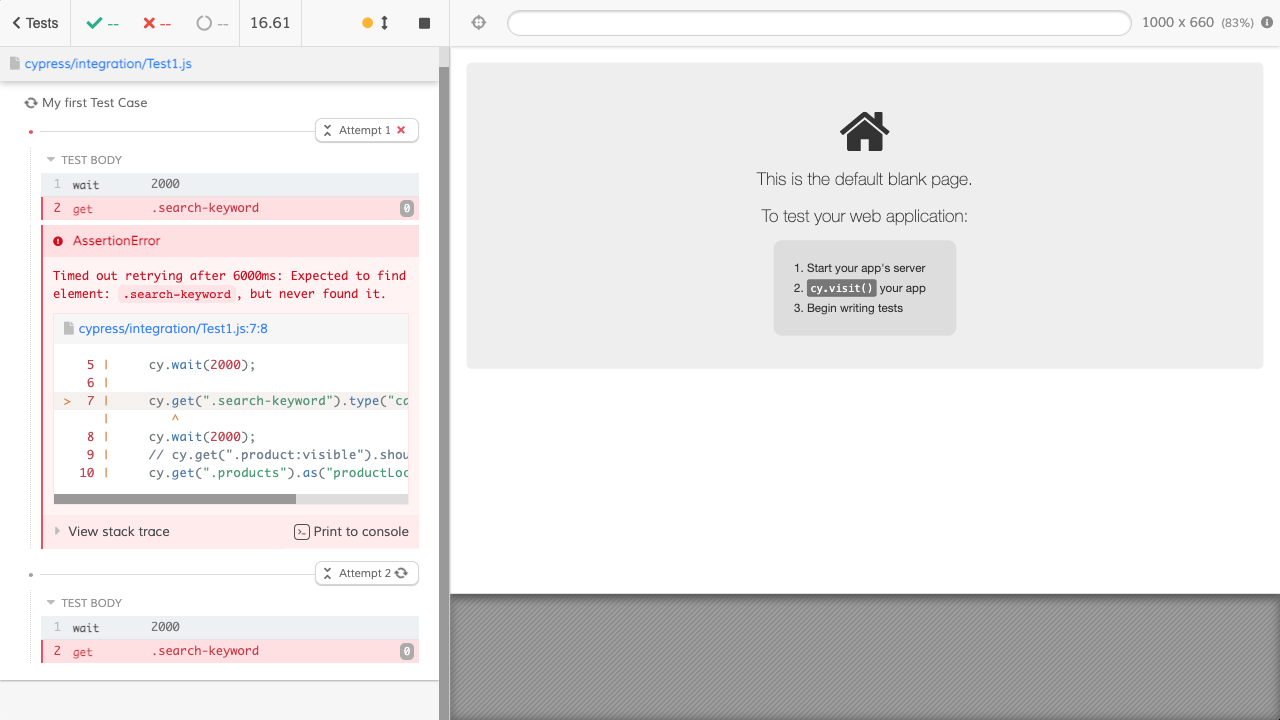 Tests
--
--
--
16.61
1000 x 660 (83%)
cypress/integration/Test1.js
My first Test Case
Attempt 1
TEST BODY
1 wait 2000
2 get .search-keyword 0
AssertionError
Timed out retrying after 6000ms: Expected to find
element: .search-keyword, but never found it.
cypress/integration/Test1.js:7:8
5 | cy.wait(2000);
6 |
> 7 | cy.get(".search-keyword").type("ca
| ^
8 | cy.wait(2000);
9 | // cy.get(".product:visible").shou
10 | cy.get(".products").as("productLoc
View stack trace
Print to console
Attempt 2
TEST BODY
1 wait 2000
2 get .search-keyword 0
This is the default blank page.
To test your web application:
1. Start your app's server
2. cy.visit() your app
3. Begin writing tests